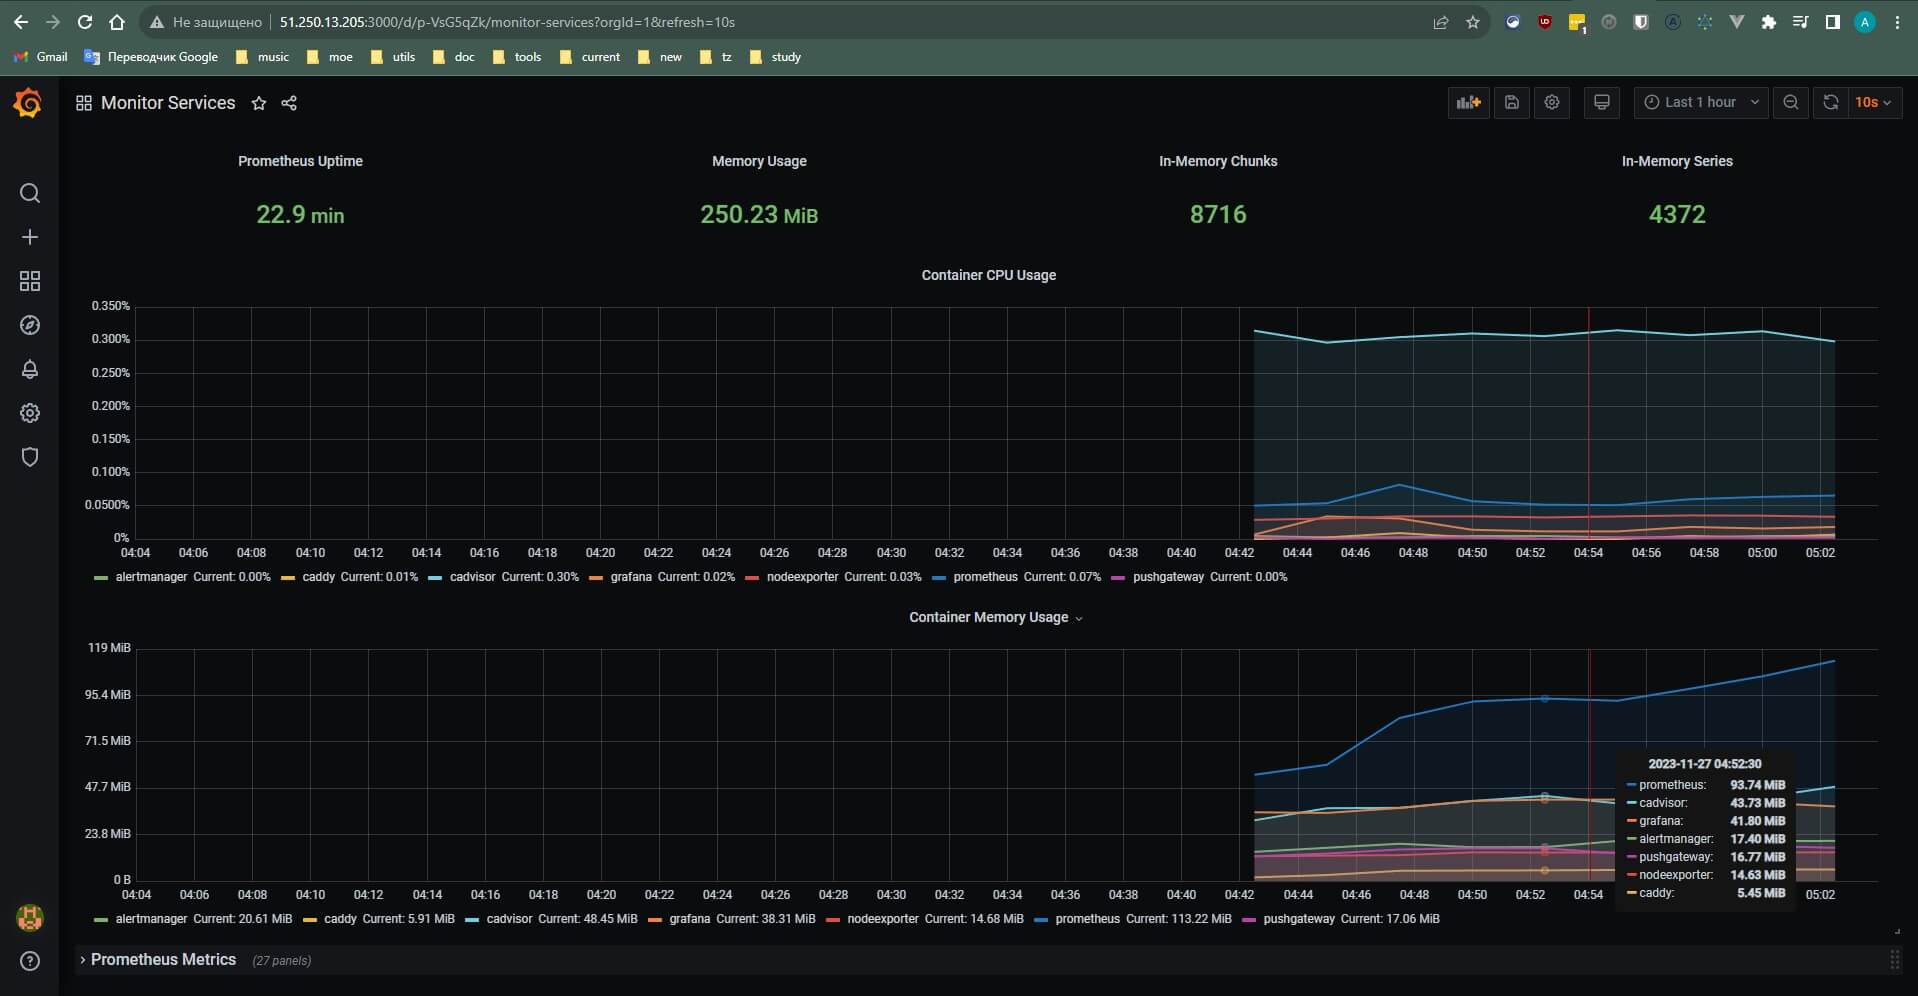 Не защищено 51.250.13.205:3000/d/p-VsG5qZk/monitor-services?orgId=1&refresh=10s
1 A
Gmail Переводчик Google music moe utils doc tools current new tz study
Monitor Services Last 1 hour 10s
Prometheus Uptime Memory Usage In-Memory Chunks In-Memory Series
22.9 min 250.23 MiB 8716 4372
Container CPU Usage
0.350%
0.300%
0.250%
0.200%
0.150%
0.100%
0.0500%
0%
04:04 04:06 04:08 04:10 04:12 04:14 04:16 04:18 04:20 04:22 04:24 04:26 04:28 04:30 04:32 04:34 04:36 04:38 04:40 04:42 04:44 04:46 04:48 04:50 04:52 04:54 04:56 04:58 05:00 05:02
alertmanager Current: 0.00% caddy Current: 0.01% cadvisor Current: 0.30% grafana Current: 0.02% nodeexporter Current: 0.03% prometheus Current: 0.07% pushgateway Current: 0.00%
Container Memory Usage
119 MiB
95.4 MiB
71.5 MiB
47.7 MiB
23.8 MiB
0 B
2023-11-27 04:52:30
prometheus: 93.74 MiB
cadvisor: 43.73 MiB
grafana: 41.80 MiB
alertmanager: 17.40 MiB
pushgateway: 16.77 MiB
nodeexporter: 14.63 MiB
caddy: 5.45 MiB
04:04 04:06 04:08 04:10 04:12 04:14 04:16 04:18 04:20 04:22 04:24 04:26 04:28 04:30 04:32 04:34 04:36 04:38 04:40 04:42 04:44 04:46 04:48 04:50 04:52 04:54 05:02
alertmanager Current: 20.61 MiB caddy Current: 5.91 MiB cadvisor Current: 48.45 MiB grafana Current: 38.31 MiB nodeexporter Current: 14.68 MiB prometheus Current: 113.22 MiB pushgateway Current: 17.06 MiB
Prometheus Metrics (27 panels)